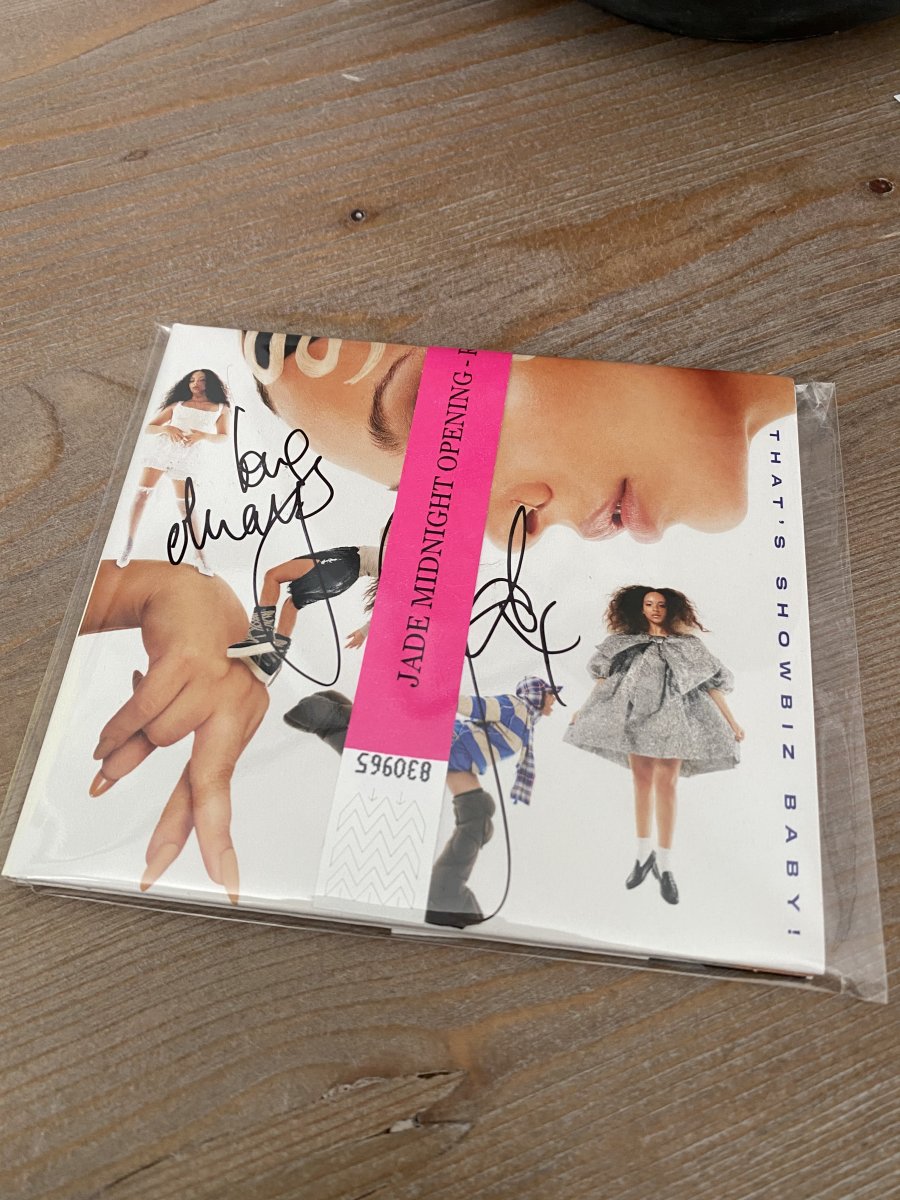 love
always
JADE MIDNIGHT OPENING -
830965
THAT'S SHOWBIZ BABY!